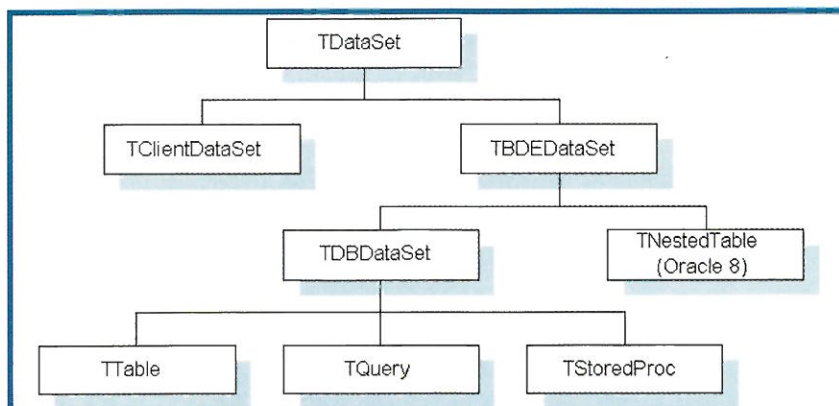 TDataSet
TClientDataSet
TBDEDataSet
TDBDataSet
TNestedTable
(Oracle 8)
TTable
TQuery
TStoredProc